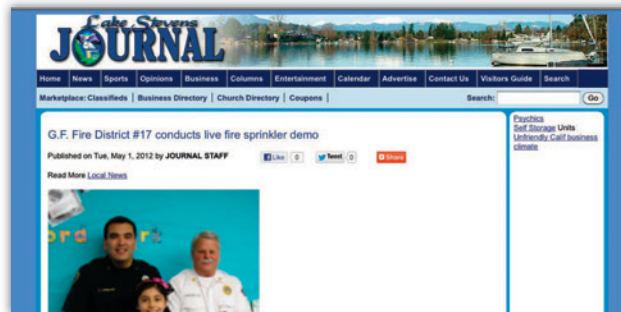 Lake Stevens
JOURNAL
Home News Sports Opinions Business Columns Entertainment Calendar Advertise Contact Us Visitors Guide Search
Marketplace: Classifieds | Business Directory | Church Directory | Coupons | Search: Go
G.F. Fire District #17 conducts live fire sprinkler demo
Published on Tue, May 1, 2012 by JOURNAL STAFF Like 0 Tweet 0 Share
Read More Local News
Psychics
Self Storage Units
Unfriendly Calif business
climate